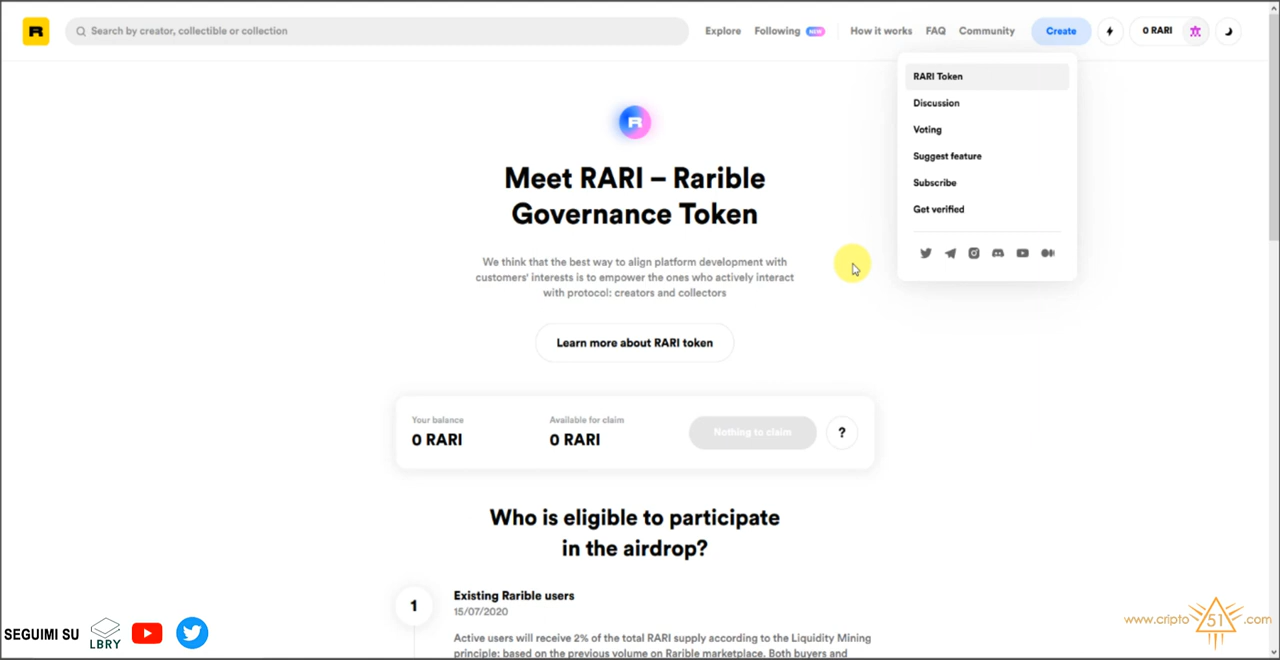 R
Search by creator, collectible or collection
Explore
Following NEW
How it works
FAQ
Community
Create
0 RARI
RARI Token
Discussion
Voting
Suggest feature
Subscribe
Get verified
R
Meet RARI – Rarible
Governance Token
We think that the best way to align platform development with
customers' interests is to empower the ones who actively interact
with protocol: creators and collectors
Learn more about RARI token
Your balance
0 RARI
Available for claim
0 RARI
Nothing to claim
?
Who is eligible to participate
in the airdrop?
1
Existing Rarible users
15/07/2020
Active users will receive 2% of the total RARI supply according to the Liquidity Mining
principle: based on the previous volume on Rarible marketplace. Both buyers and
SEGUIMI SU
LBRY
www.cripto 51 .com